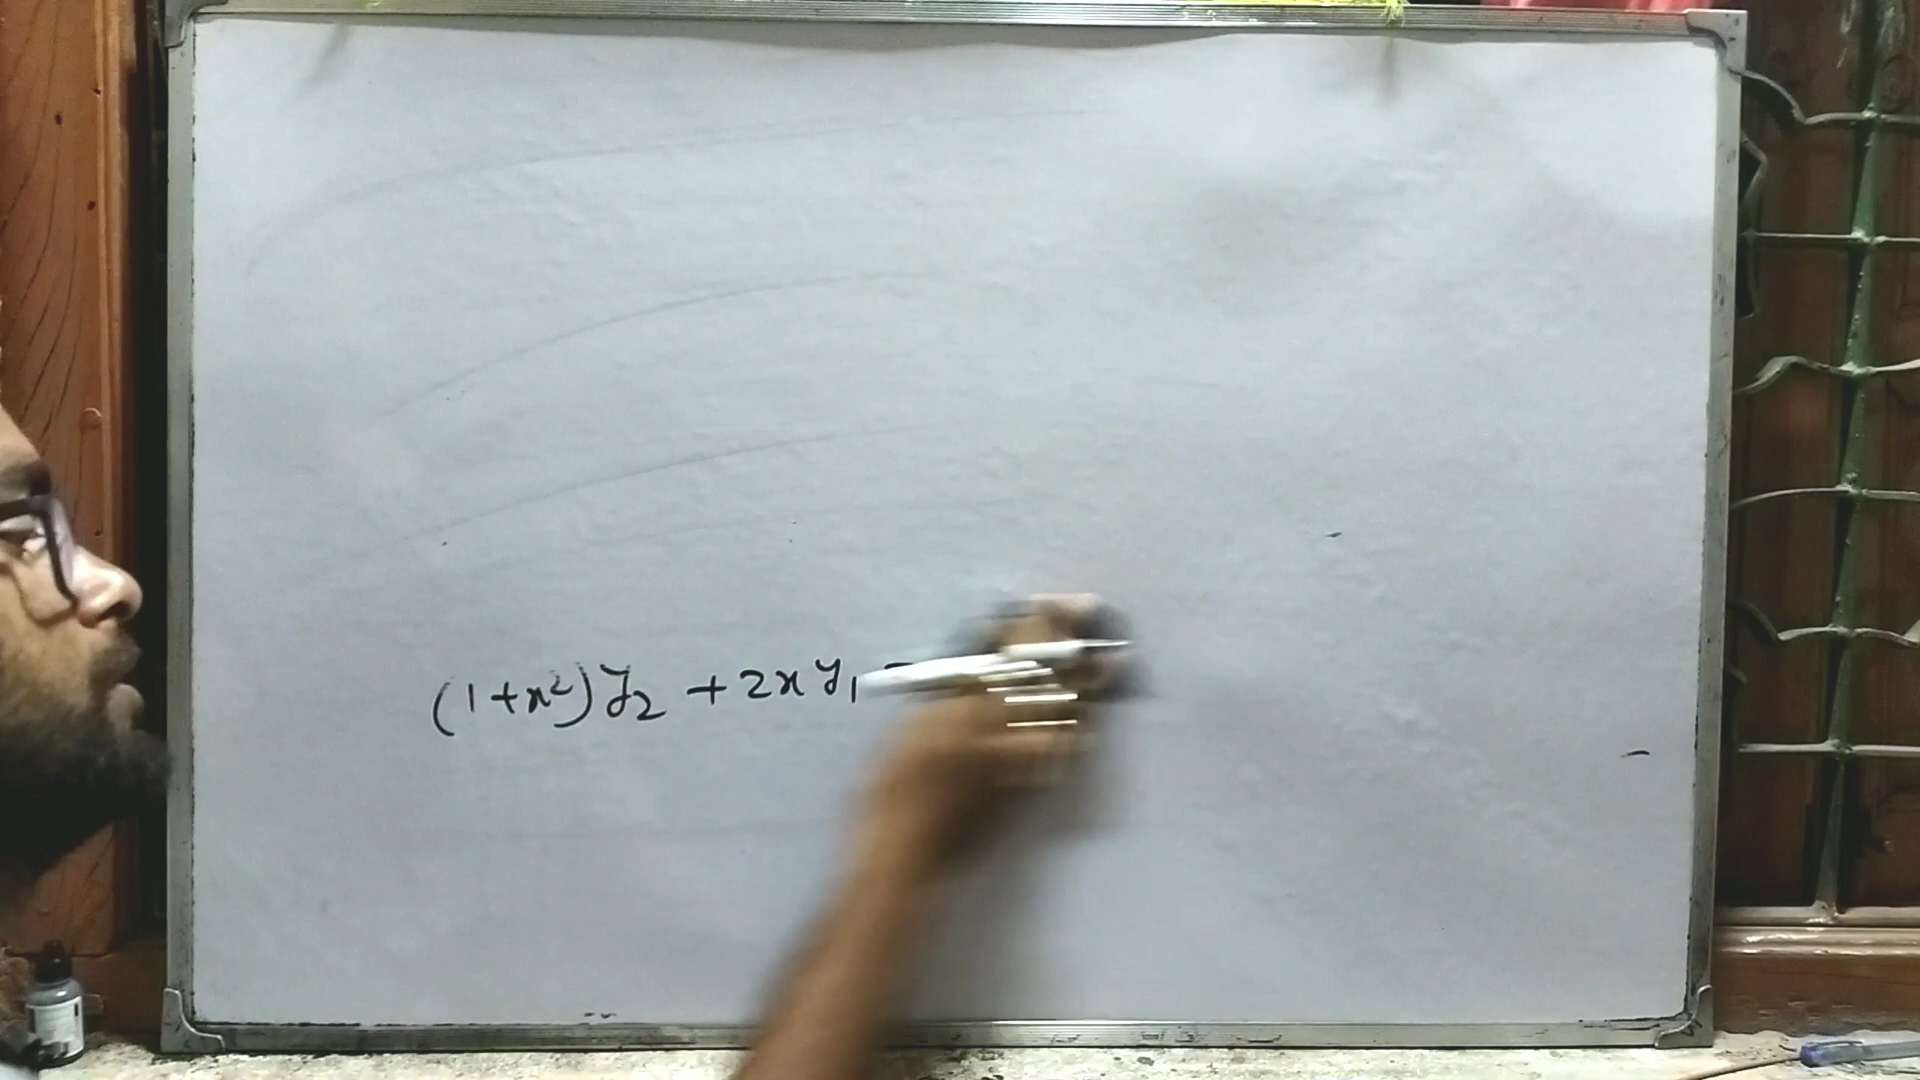 (1+x²)y₂ + 2xy₁